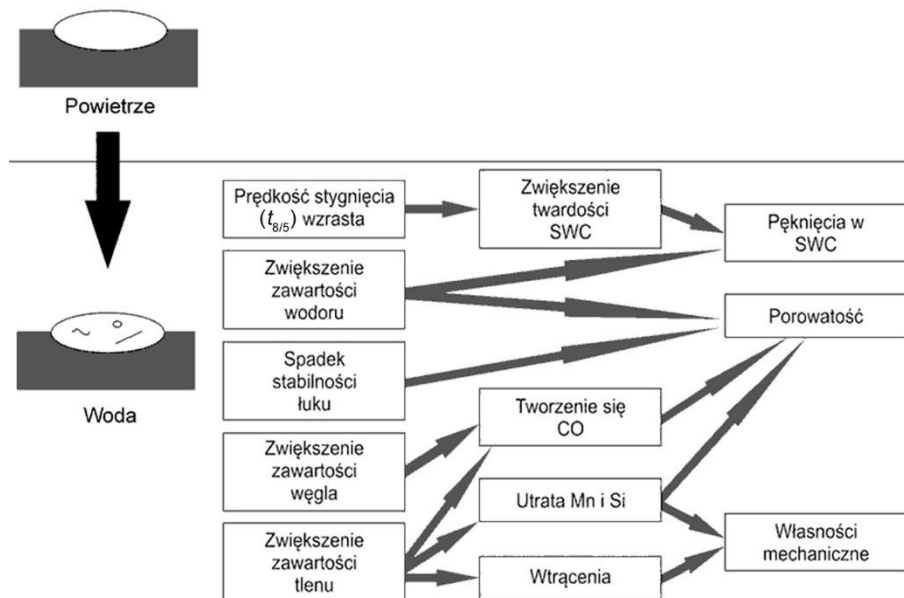 Powietrze
Woda
Prędkość stygnięcia
(t8/5) wzrasta
Zwiększenie
zawartości
wodoru
Spadek
stabilności
łuku
Zwiększenie
zawartości
węgla
Zwiększenie
zawartości
tlenu
Zwiększenie
twardości
SWC
Tworzenie się
CO
Utrata Mn i Si
Wtrącenia
Pęknięcia w
SWC
Porowatość
Własności
mechaniczne